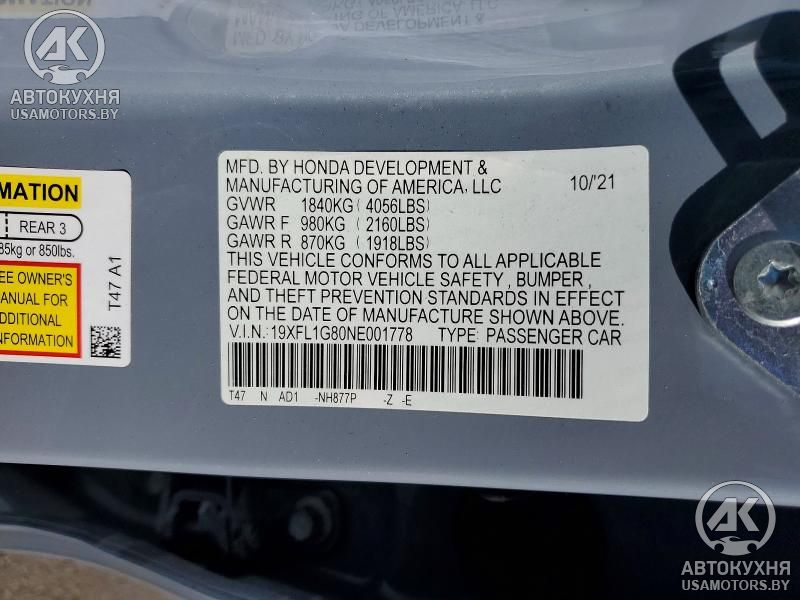 AK
АВТОКУХНЯ
USAMOTORS.BY
MATION
REAR 3
85kg or 850lbs.
EE OWNER'S
ANUAL FOR
DDITIONAL
NFORMATION
T47 A1
MFD. BY HONDA DEVELOPMENT &
MANUFACTURING OF AMERICA, LLC 10/'21
GVWR 1840KG (4056LBS)
GAWR F 980KG (2160LBS)
GAWR R 870KG (1918LBS)
THIS VEHICLE CONFORMS TO ALL APPLICABLE
FEDERAL MOTOR VEHICLE SAFETY , BUMPER ,
AND THEFT PREVENTION STANDARDS IN EFFECT
ON THE DATE OF MANUFACTURE SHOWN ABOVE.
V.I.N.: 19XFL1G80NE001778 TYPE: PASSENGER CAR
T47 N AD1 -NH877P -Z -E
AK
АВТОКУХНЯ
USAMOTORS.BY